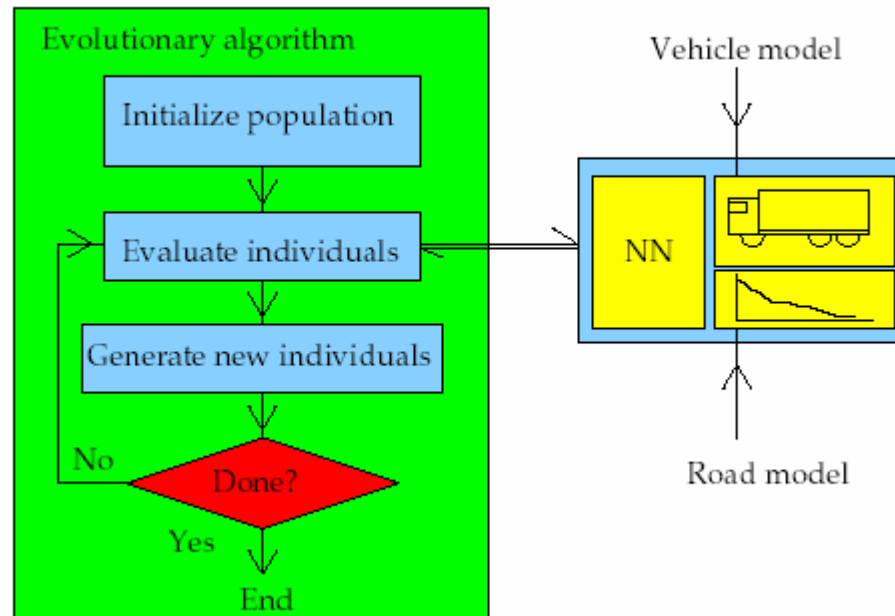 Evolutionary algorithm
Initialize population
Evaluate individuals
Generate new individuals
Done?
No
Yes
End
Vehicle model
NN
Road model